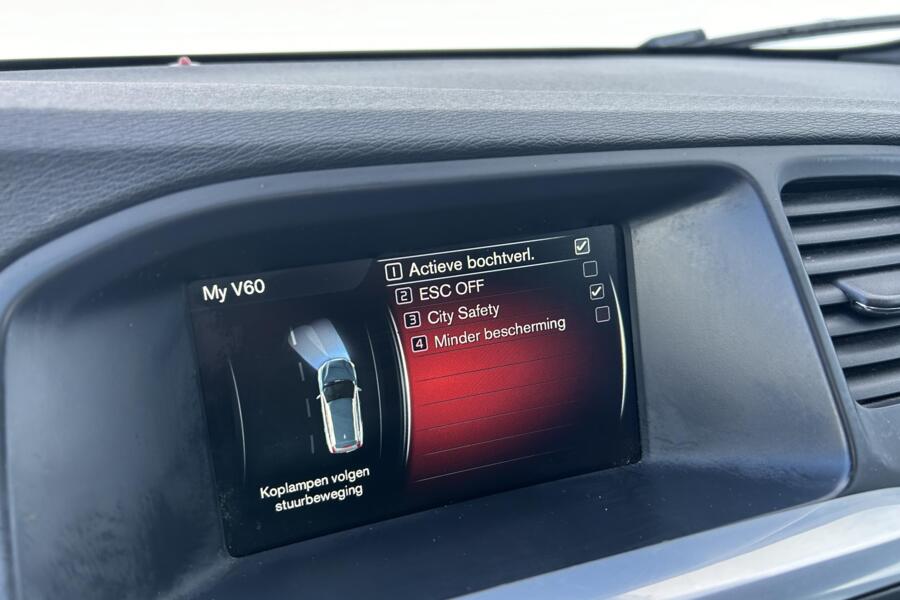 My V60
1 Actieve bochtverl.
2 ESC OFF
3 City Safety
4 Minder bescherming
Koplampen volgen
stuurbeweging